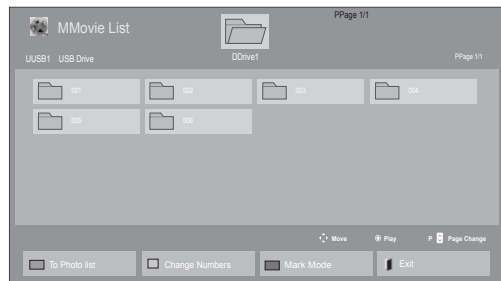 MMovie List
PPage 1/1
UUSB1 USB Drive
DDrive1
PPage 1/1
001 002 003 004
005 006
Move Play P Page Change
To Photo list Change Numbers Mark Mode Exit